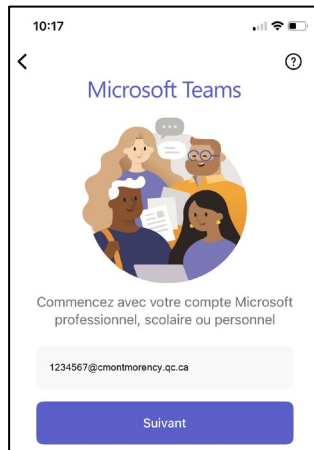 10:17
Microsoft Teams
Commencez avec votre compte Microsoft
professionnel, scolaire ou personnel
1234567@cmontmorency.qc.ca
Suivant